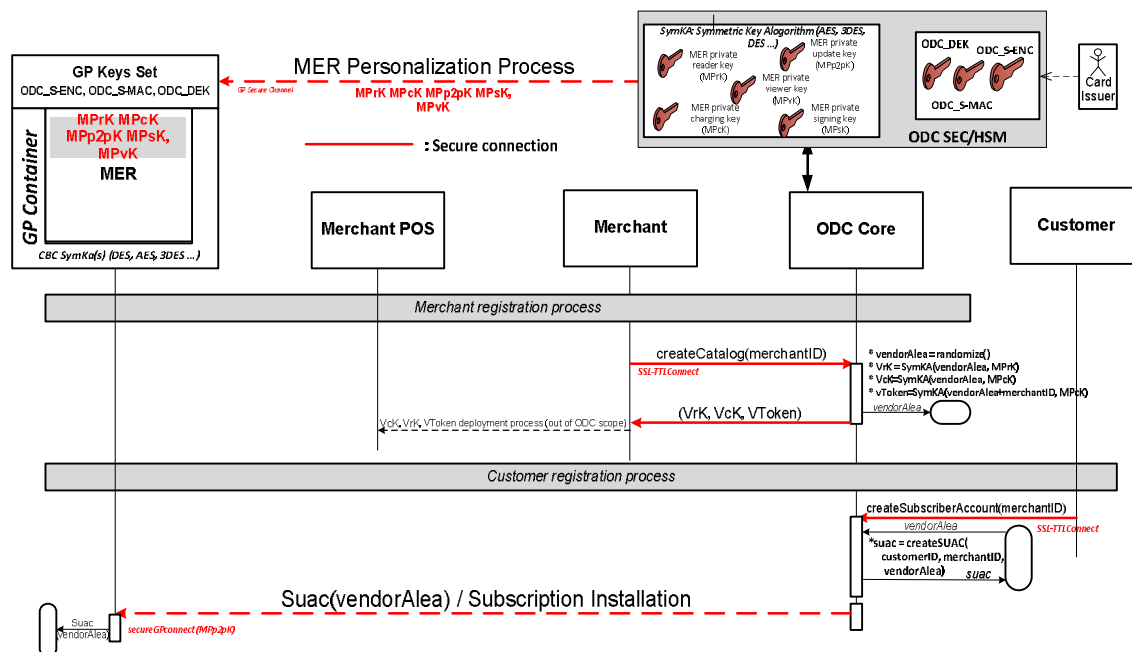 SymKA: Symmetric Key Alogorithm (AES, 3DES,
DES ...)
MER private
reader key
(MPrK)
MER private
update key
(MPp2pK)
MER private
viewer key
(MPvK)
MER private
charging key
(MPcK)
MER private
signing key
(MPsK)
ODC_DEK
ODC_S-ENC
ODC_S-MAC
ODC SEC/HSM
Card
Issuer
GP Keys Set
ODC_S-ENC, ODC_S-MAC, ODC_DEK
MPrK MPcK
MPp2pK MPsK,
MPvK
MER
GP Container
CBC SymKa(s) (DES, AES, 3DES ...)
MER Personalization Process
GP Secure Channel
MPrK MPcK MPp2pK MPsK,
MPvK
: Secure connection
Merchant POS
Merchant
ODC Core
Customer
Merchant registration process
createCatalog(merchantID)
SSL-TTLConnect
* vendorAlea=randomize()
* VrK =SymKA(vendorAlea, MPrK)
* VcK=SymKA(vendorAlea, MPcK)
* vToken=SymKA(vendorAlea+merchantID, MPcK)
vendorAlea
(VrK, VcK, VToken)
VcK, VrK, VToken deployment process (out of ODC scope)
Customer registration process
createSubscriberAccount(merchantID)
SSL-TTLConnect
vendorAlea
*suac = createSUAC(
customerID, merchantID,
vendorAlea)
suac
Suac(vendorAlea) / Subscription Installation
secureGPconnect (MPp2pK)
Suac
(vendorAlea)